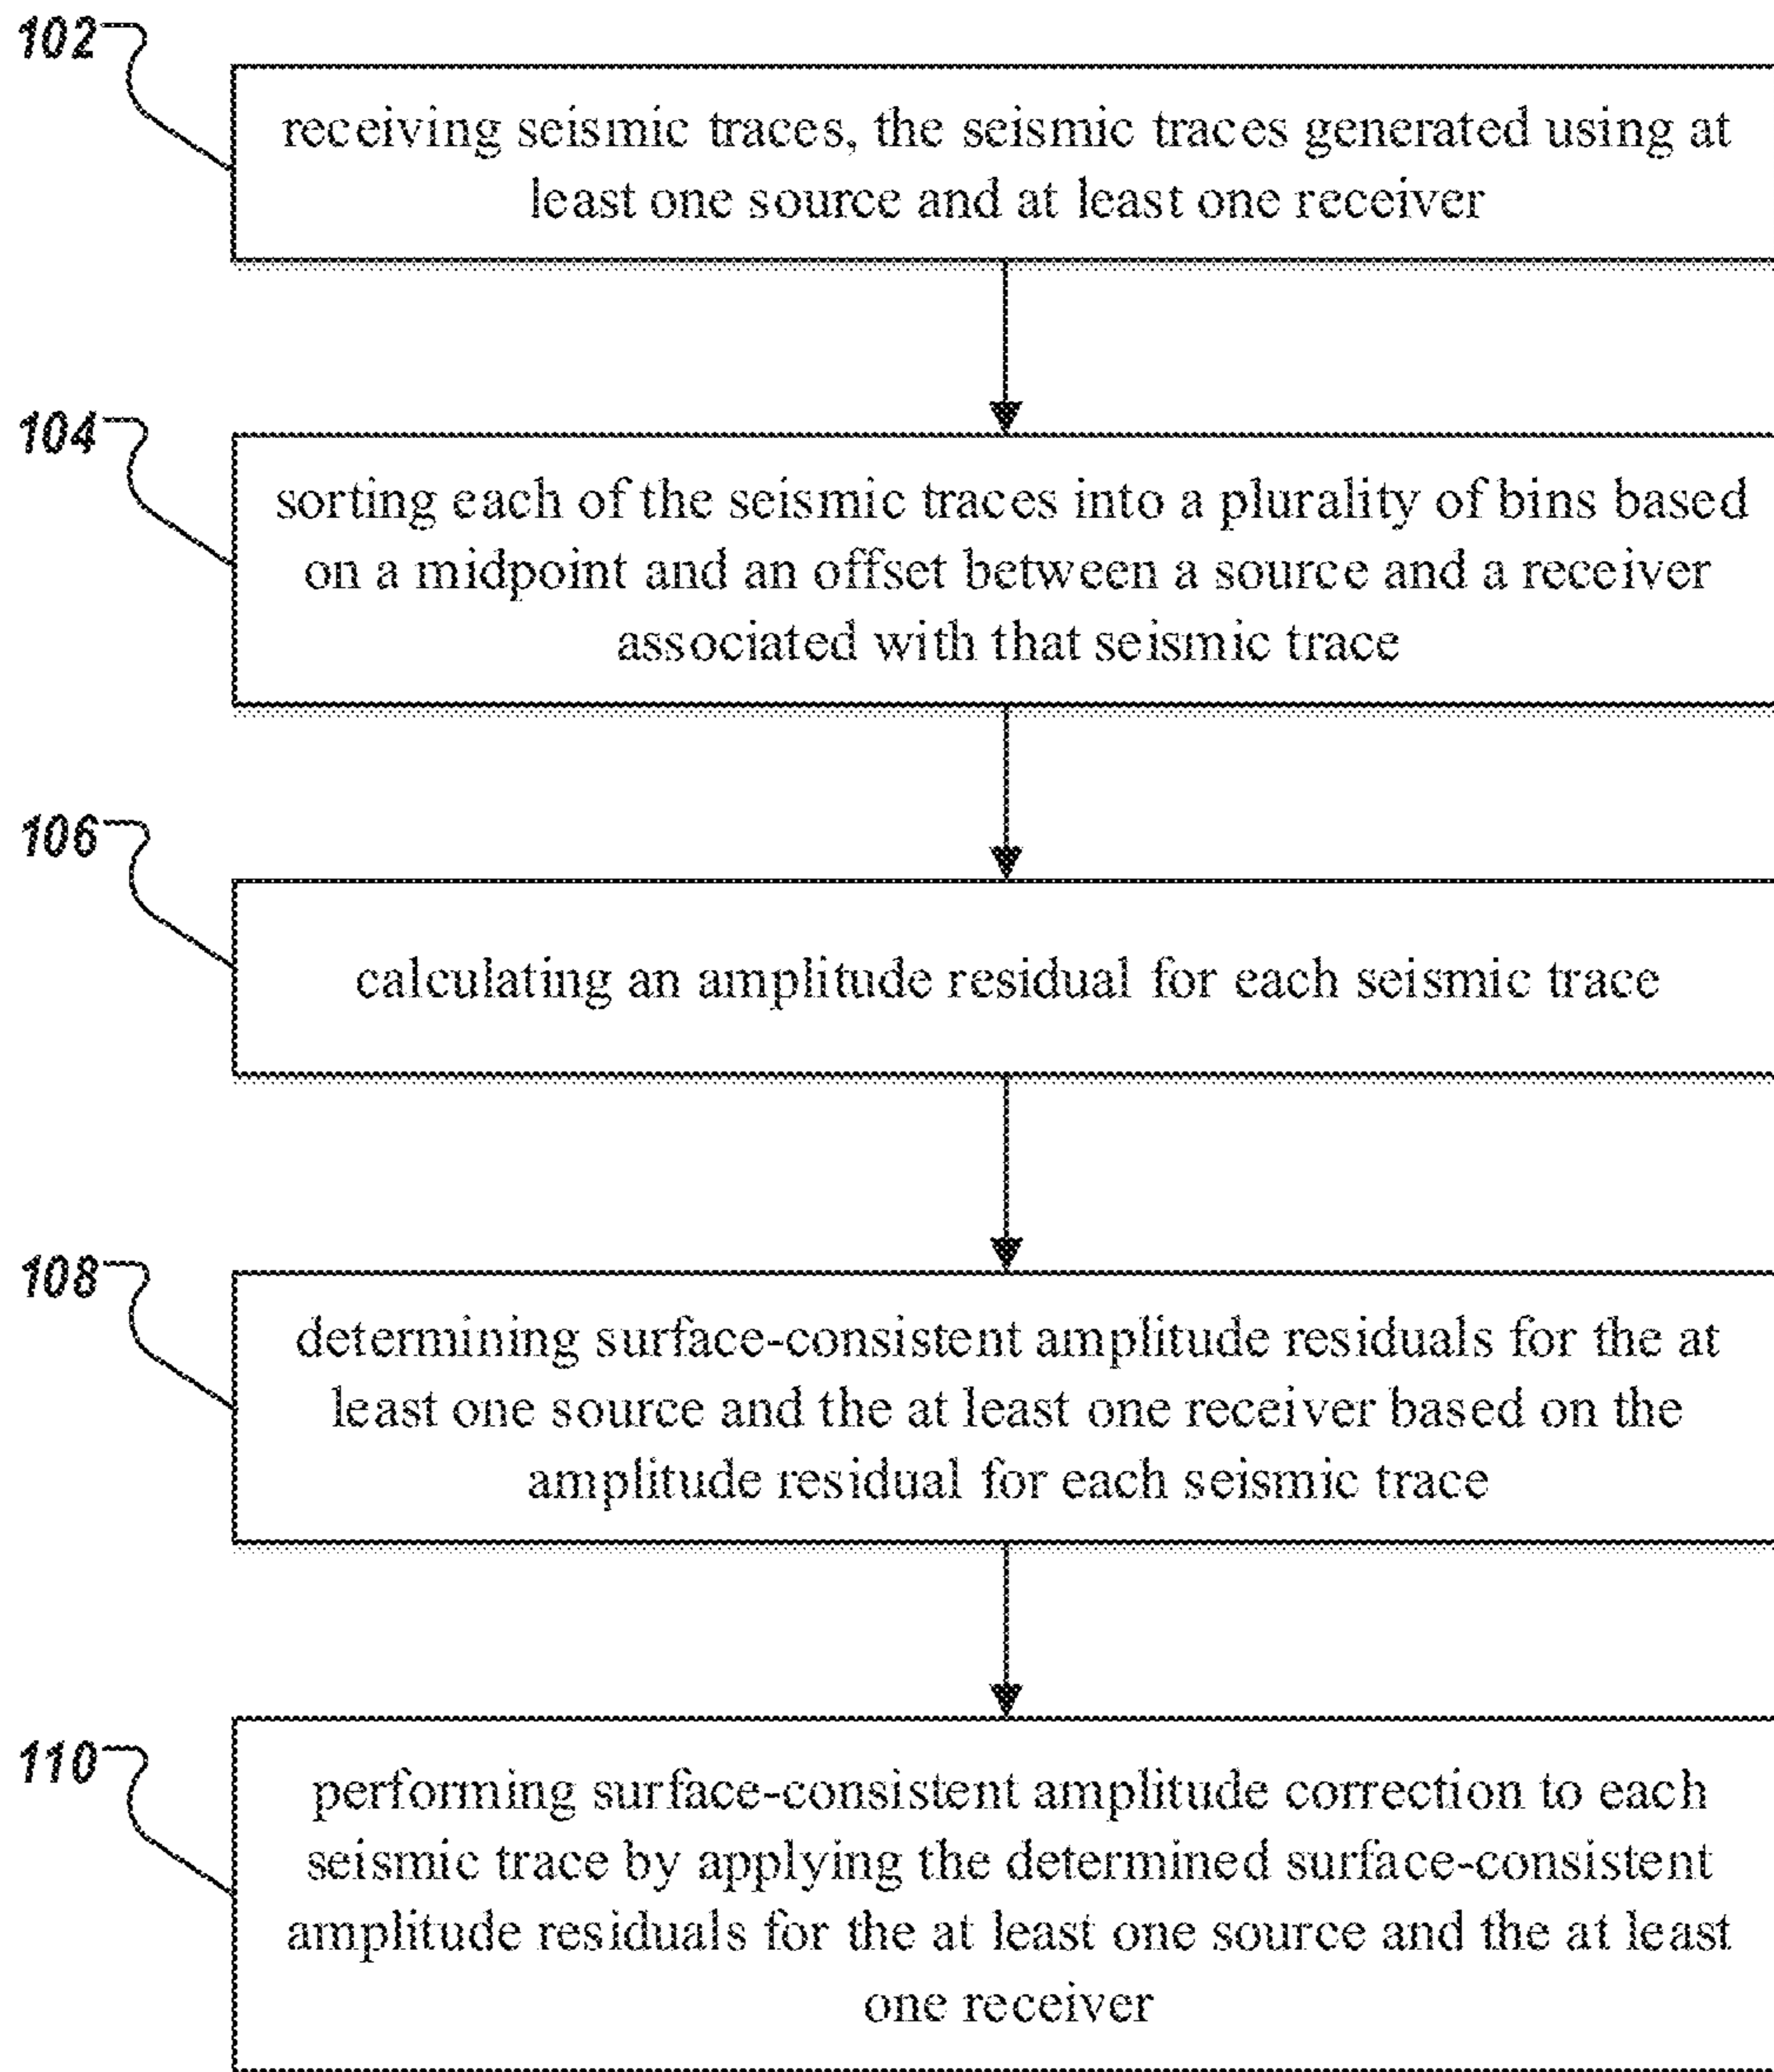 102
receiving seismic traces, the seismic traces generated using at
least one source and at least one receiver
104
sorting each of the seismic traces into a plurality of bins based
on a midpoint and an offset between a source and a receiver
associated with that seismic trace
106
calculating an amplitude residual for each seismic trace
108
determining surface-consistent amplitude residuals for the at
least one source and the at least one receiver based on the
amplitude residual for each seismic trace
110
performing surface-consistent amplitude correction to each
seismic trace by applying the determined surface-consistent
amplitude residuals for the at least one source and the at least
one receiver